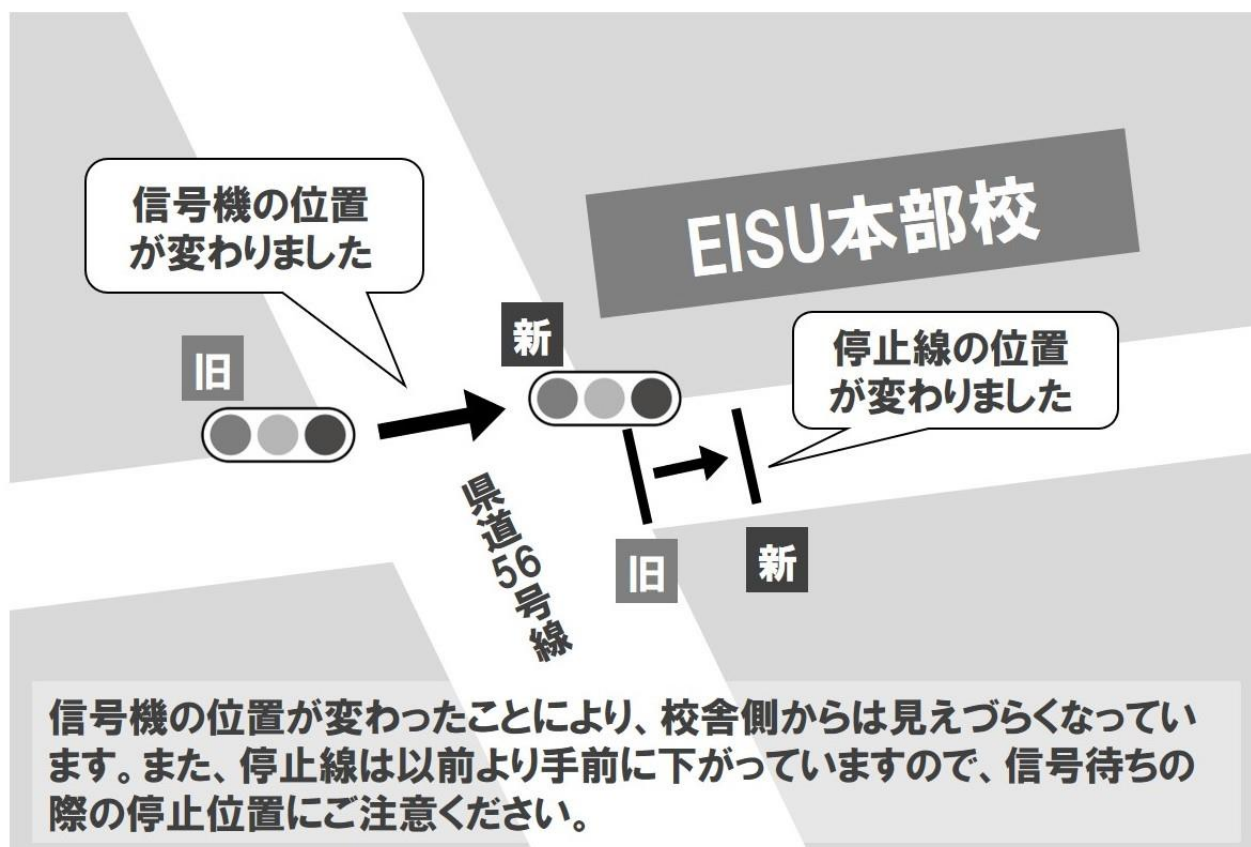 信号機の位置
が変わりました
EISU本部校
新
旧
停止線の位置
が変わりました
県道56号線
旧
新
信号機の位置が変わったことにより、校舎側からは見えづらくなってい
ます。また、停止線は以前より手前に下がっていますので、信号待ちの
際の停止位置にご注意ください。